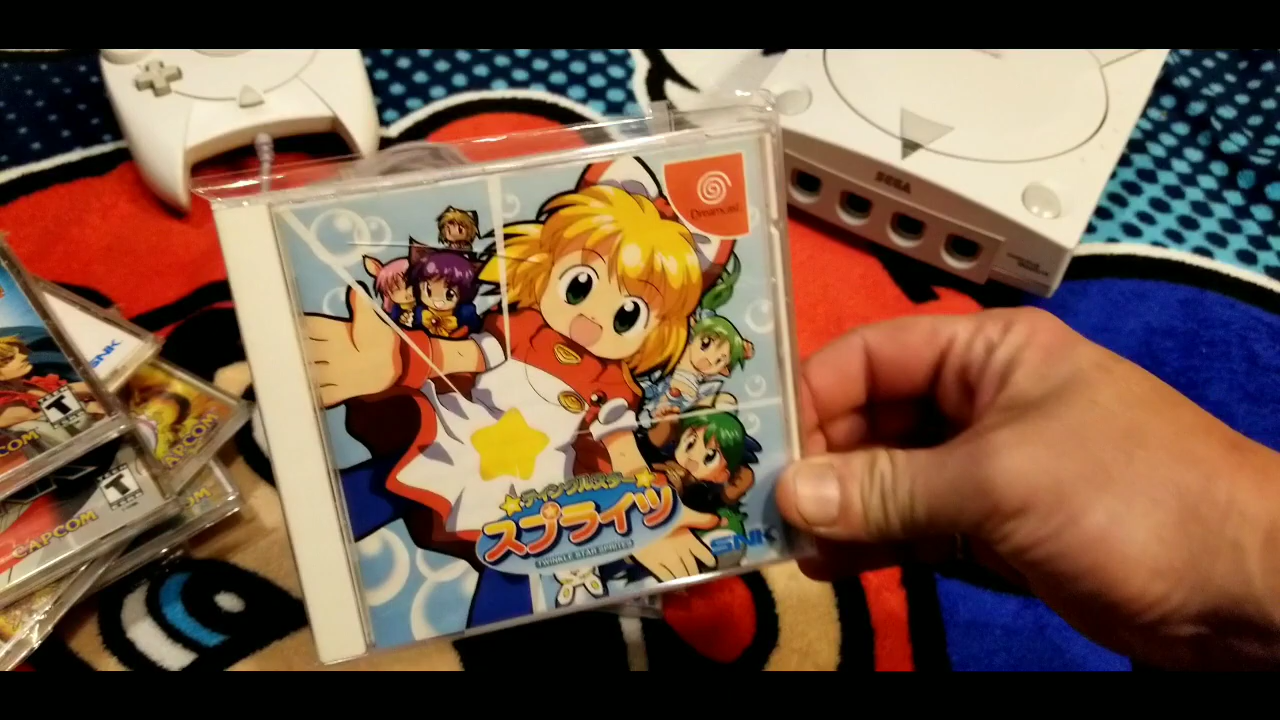 SEGA
Dreamcast
SNK
T
CAPCOM
CAPCOM
T
CAPCOM
COM
ティンクルスター
スプライツ
TWINKLE STAR SPRITES
SNK